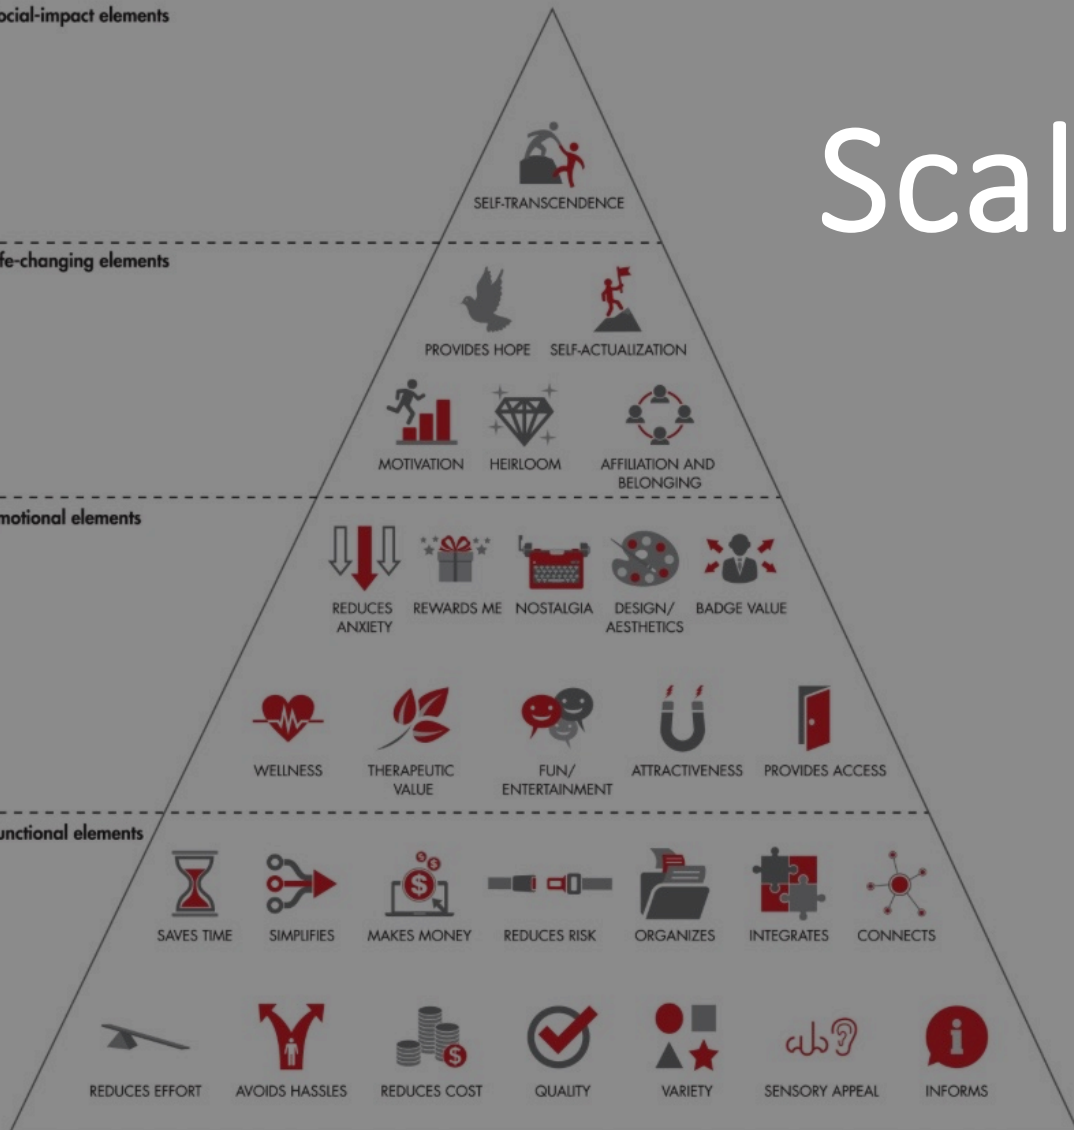 ocial-impact elements
Scal
SELF-TRANSCENDENCE
fe-changing elements
PROVIDES HOPE SELF-ACTUALIZATION
MOTIVATION HEIRLOOM AFFILIATION AND
BELONGING
motional elements
REDUCES REWARDS ME NOSTALGIA DESIGN/ BADGE VALUE
ANXIETY AESTHETICS
WELLNESS THERAPEUTIC FUN/ ATTRACTIVENESS PROVIDES ACCESS
VALUE ENTERTAINMENT
unctional elements
SAVES TIME SIMPLIFIES MAKES MONEY REDUCES RISK ORGANIZES INTEGRATES CONNECTS
REDUCES EFFORT AVOIDS HASSLES REDUCES COST QUALITY VARIETY SENSORY APPEAL INFORMS